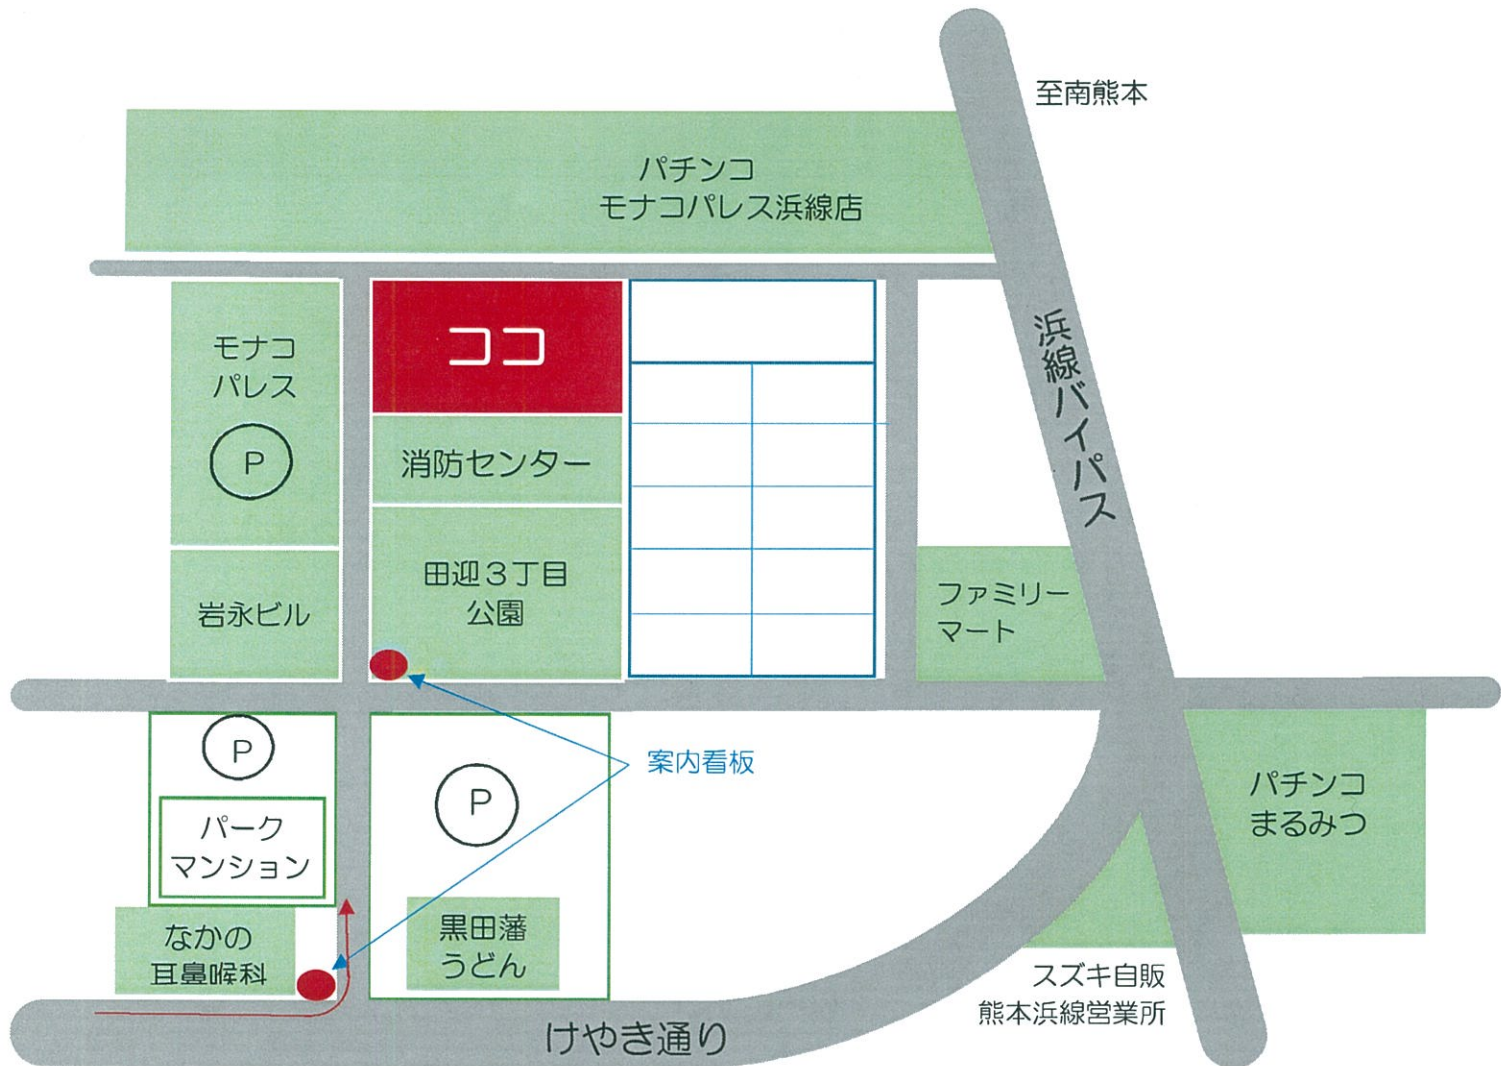 至南熊本
パチンコ
モナコパレス浜線店
モナコ
パレス
P
ココ
消防センター
田迎3丁目
公園
岩永ビル
浜線バイパス
ファミリー
マート
P
パーク
マンション
P
案内看板
パチンコ
まるみつ
なかの
耳鼻喉科
黒田藩
うどん
スズキ自販
熊本浜線営業所
けやき通り